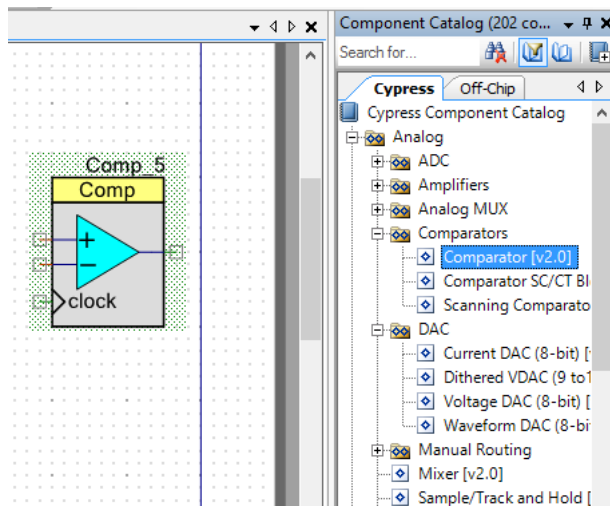 Component Catalog (202 co...
Search for...
Cypress
Off-Chip
Cypress Component Catalog
Analog
ADC
Amplifiers
Analog MUX
Comparators
Comparator [v2.0]
Comparator SC/CT Bl
Scanning Comparato
DAC
Current DAC (8-bit) [
Dithered VDAC (9 to1
Voltage DAC (8-bit) [
Waveform DAC (8-bi
Manual Routing
Mixer [v2.0]
Sample/Track and Hold [
Comp_5
Comp
+
−
clock